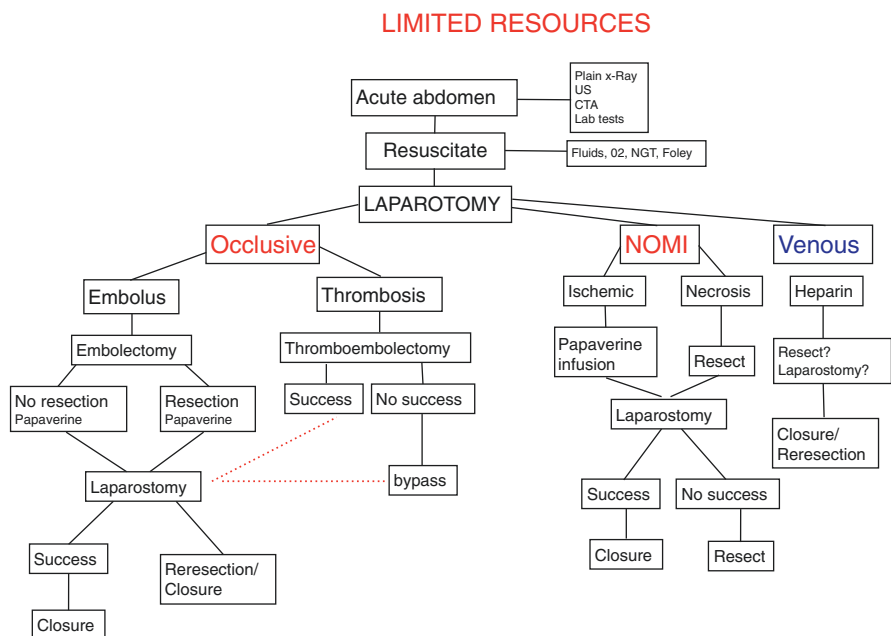 LIMITED RESOURCES
Acute abdomen
Plain x-Ray
US
CTA
Lab tests
Resuscitate
Fluids, 02, NGT, Foley
LAPAROTOMY
Occlusive
NOMI
Venous
Embolus
Thrombosis
Ischemic
Necrosis
Heparin
Embolectomy
Thromboembolectomy
Papaverine
infusion
Resect
Resect?
Laparostomy?
No resection
Papaverine
Resection
Papaverine
Success
No success
Laparostomy
Closure/
Reresection
Laparostomy
bypass
Success
No success
Success
Reresection/
Closure
Closure
Resect
Closure